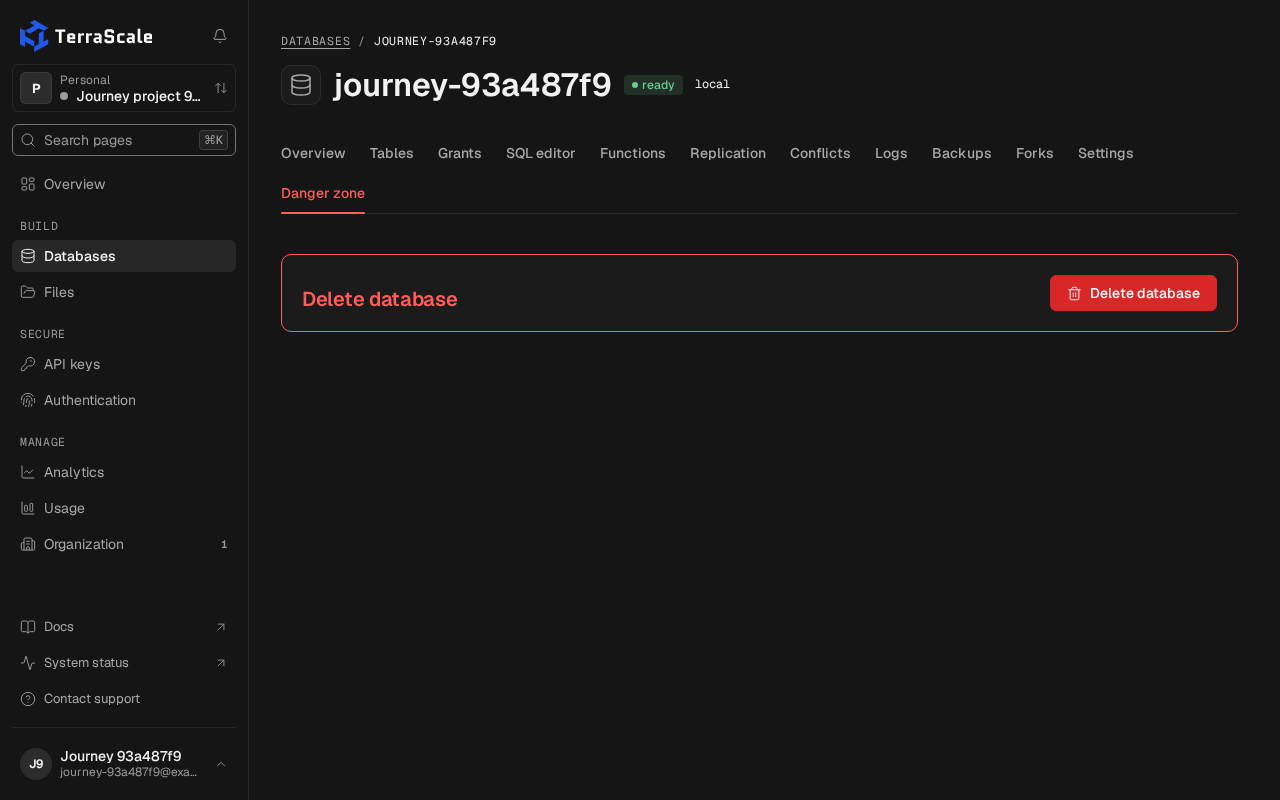 TerraScale
P
Personal
Journey project 9...
Search pages
⌘K
Overview
BUILD
Databases
Files
SECURE
API keys
Authentication
MANAGE
Analytics
Usage
Organization
1
Docs
System status
Contact support
J9
Journey 93a487f9
journey-93a487f9@exa...
DATABASES / JOURNEY-93A487F9
journey-93a487f9
ready
local
Overview Tables Grants SQL editor Functions Replication Conflicts Logs Backups Forks Settings
Danger zone
Delete database
Delete database